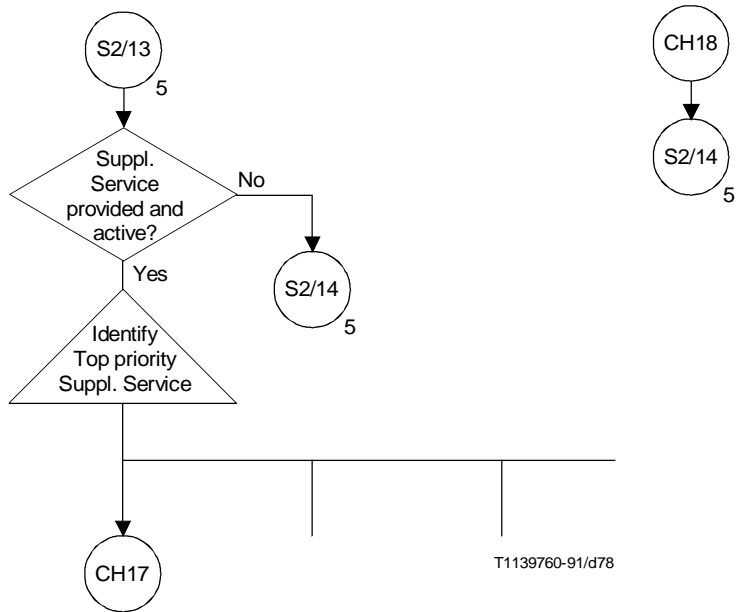 S2/13
5
Suppl.
Service
provided and
active?
No
Yes
S2/14
5
Identify
Top priority
Suppl. Service
CH17
CH18
S2/14
5
T1139760-91/d78